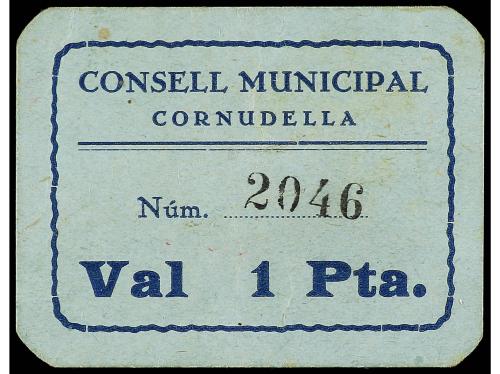 CONSELL MUNICIPAL
CORNUDELLA
Núm. 2046
Val 1 Pta.